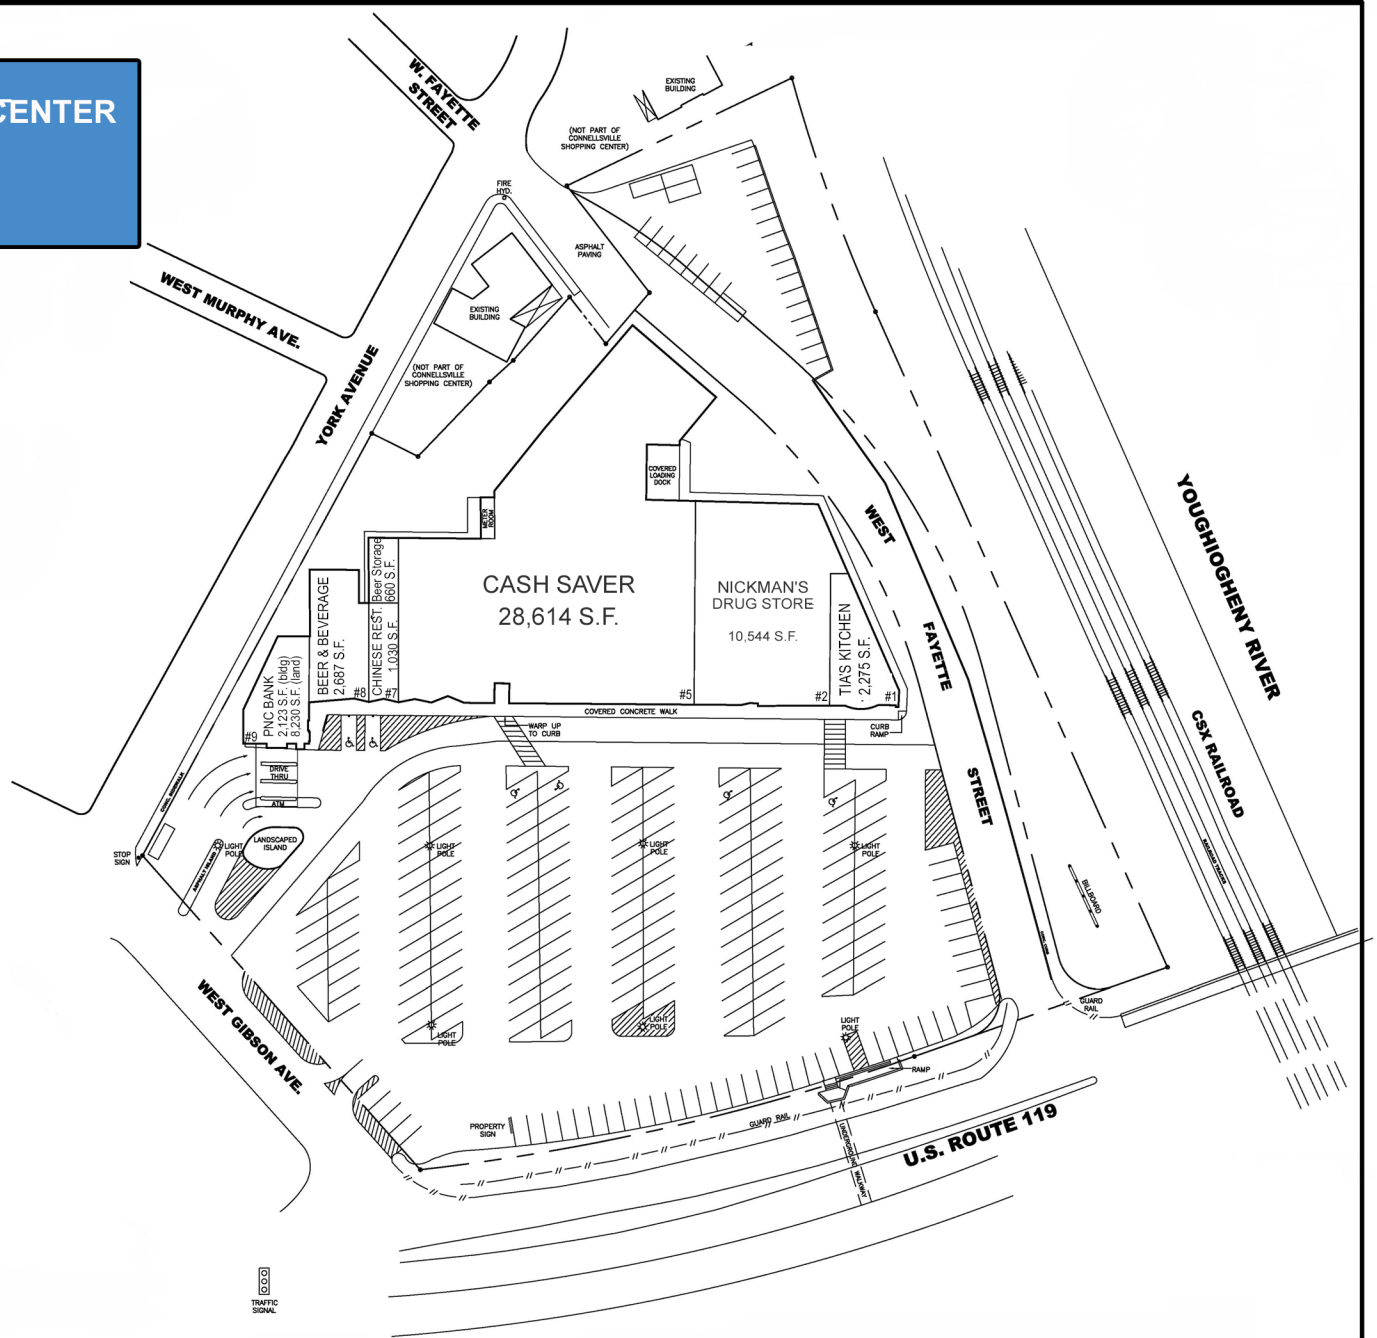 CENTER
W. FAYETTE
STREET
EXISTING
BUILDING
(NOT PART OF
CONNELLSVILLE
SHOPPING CENTER)
FIRE
HYD.
ASPHALT
PAVING
WEST MURPHY AVE.
EXISTING
BUILDING
YORK AVENUE
(NOT PART OF
CONNELLSVILLE
SHOPPING CENTER)
COVERED
LOADING
DOCK
METER
ROOM
WEST
FAYETTE
STREET
YOUGHIOGHENY RIVER
CSX RAILROAD
RAILROAD TRACKS
CASH SAVER
28,614 S.F.
#5
NICKMAN'S
DRUG STORE
10,544 S.F.
#2
TIA'S KITCHEN
2,275 S.F.
#1
Beer Storage
660 S.F.
CHINESE REST.
1,030 S.F.
#7
BEER & BEVERAGE
2,687 S.F.
#8
PNC BANK
2,123 S.F. (bldg)
8,230 S.F. (land)
#9
COVERED CONCRETE WALK
WARP UP
TO CURB
CURB
RAMP
DRIVE
THRU
ATM
CONC. SIDEWALK
LANDSCAPED
ISLAND
LIGHT
POLE
ASPHALT ISLAND
STOP
SIGN
LIGHT
POLE
LIGHT
POLE
LIGHT
POLE
BILLBOARD
WEST GIBSON AVE.
LIGHT
POLE
LIGHT
POLE
LIGHT
POLE
GUARD
RAIL
RAMP
PROPERTY
SIGN
GUARD RAIL
UNDERGROUND WALKWAY
U.S. ROUTE 119
TRAFFIC
SIGNAL